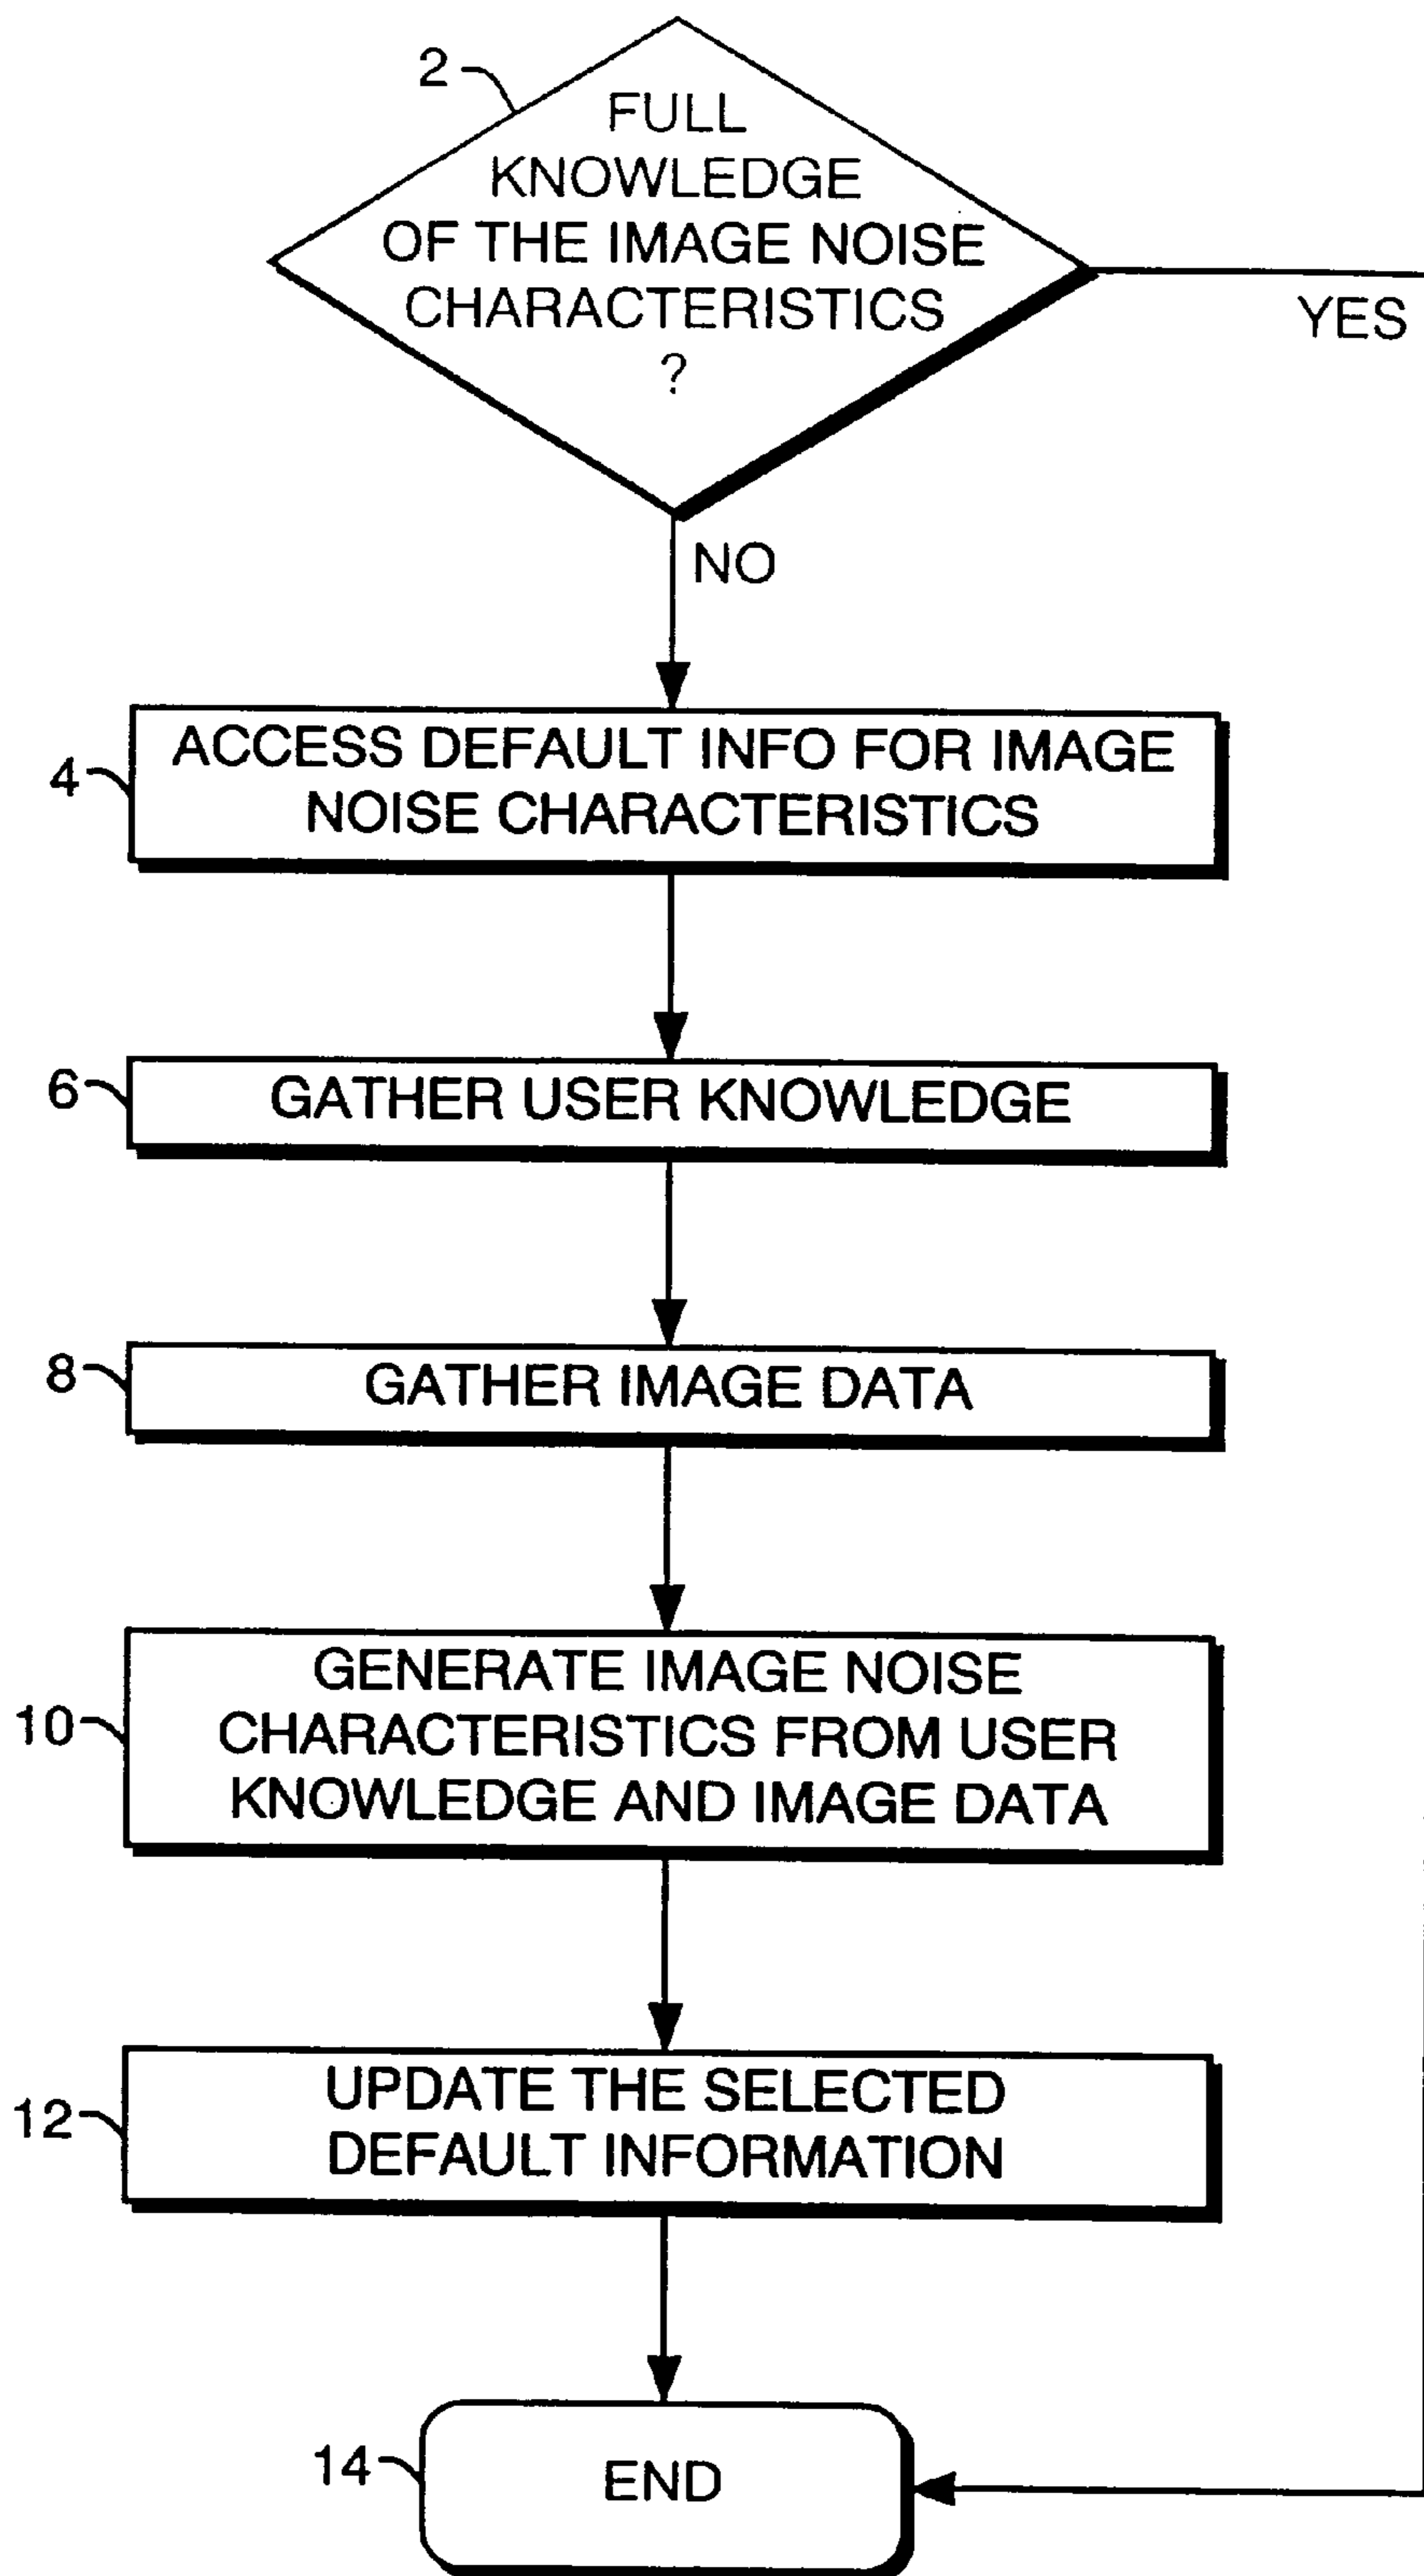 2
FULL
KNOWLEDGE
OF THE IMAGE NOISE
CHARACTERISTICS
?
YES
NO
4
ACCESS DEFAULT INFO FOR IMAGE
NOISE CHARACTERISTICS
6
GATHER USER KNOWLEDGE
8
GATHER IMAGE DATA
10
GENERATE IMAGE NOISE
CHARACTERISTICS FROM USER
KNOWLEDGE AND IMAGE DATA
12
UPDATE THE SELECTED
DEFAULT INFORMATION
14
END